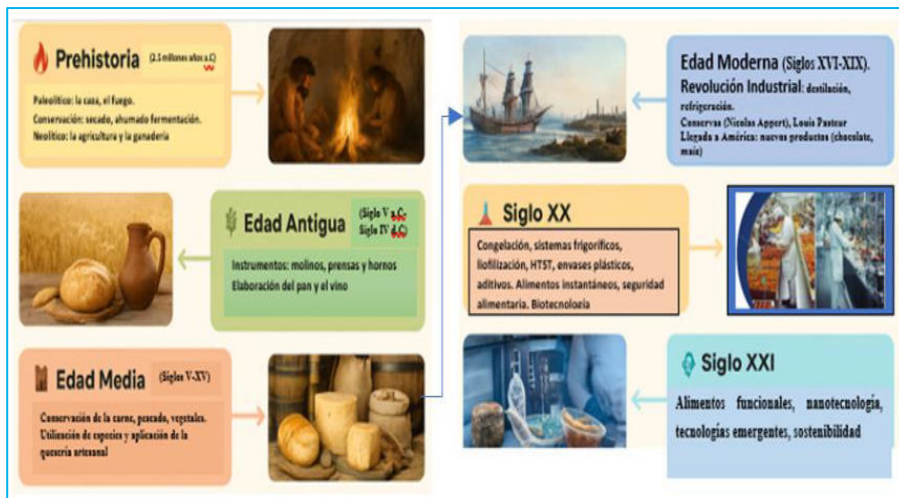 Prehistoria (2.5 millones años a.C)
Paleolítico: la caza, el fuego.
Conservación: secado, ahumado fermentación.
Neolítico: la agricultura y la ganadería
Edad Antigua (Siglo V a.C-
Siglo IV d.C)
Instrumentos: molinos, prensas y hornos
Elaboración del pan y el vino
Edad Media (Siglos V-XV)
Conservación de la carne, pescado, vegetales.
Utilización de especies y aplicación de la
quesería artesanal
Edad Moderna (Siglos XVI-XIX).
Revolución Industrial: destilación,
refrigeración.
Conservas (Nicolas Appert), Louis Pasteur
Llegada a América: nuevos productos (chocolate,
maíz)
Siglo XX
Congelación, sistemas frigoríficos,
liofilización, HTST, envases plásticos,
aditivos. Alimentos instantáneos, seguridad
alimentaria. Biotecnología
Siglo XXI
Alimentos funcionales, nanotecnología,
tecnologías emergentes, sostenibilidad